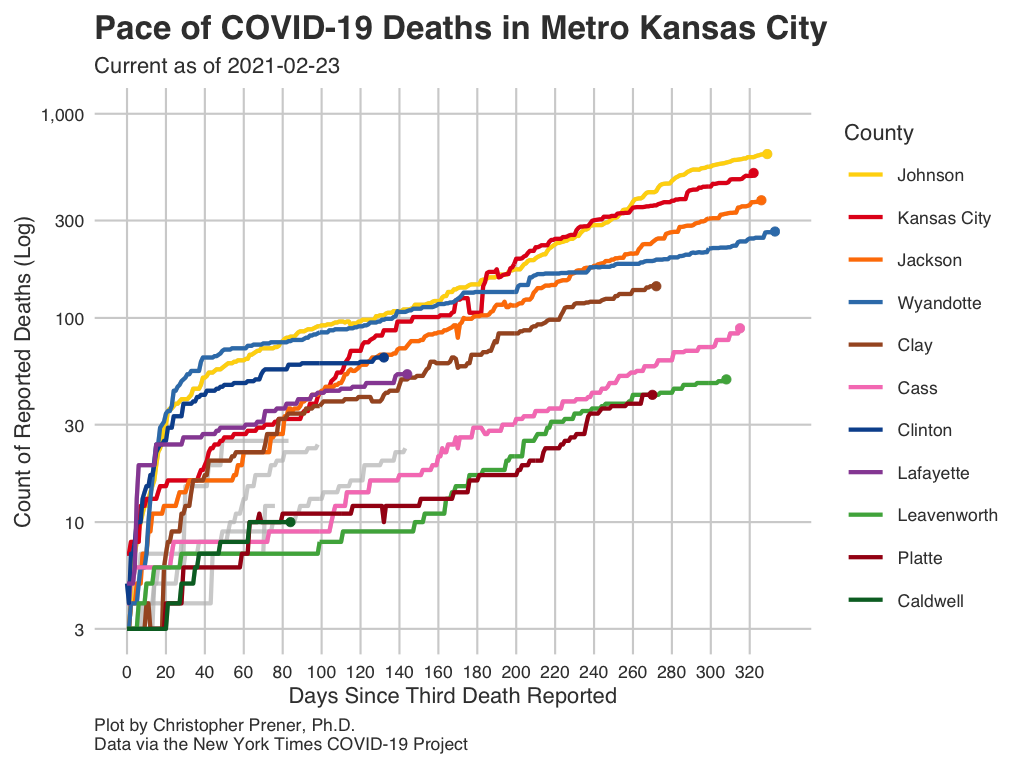 Pace of COVID-19 Deaths in Metro Kansas City
Current as of 2021-02-23
Count of Reported Deaths (Log)
1,000
300
100
30
10
3
0 20 40 60 80 100 120 140 160 180 200 220 240 260 280 300 320
Days Since Third Death Reported
County
Johnson
Kansas City
Jackson
Wyandotte
Clay
Cass
Clinton
Lafayette
Leavenworth
Platte
Caldwell
Plot by Christopher Prener, Ph.D.
Data via the New York Times COVID-19 Project